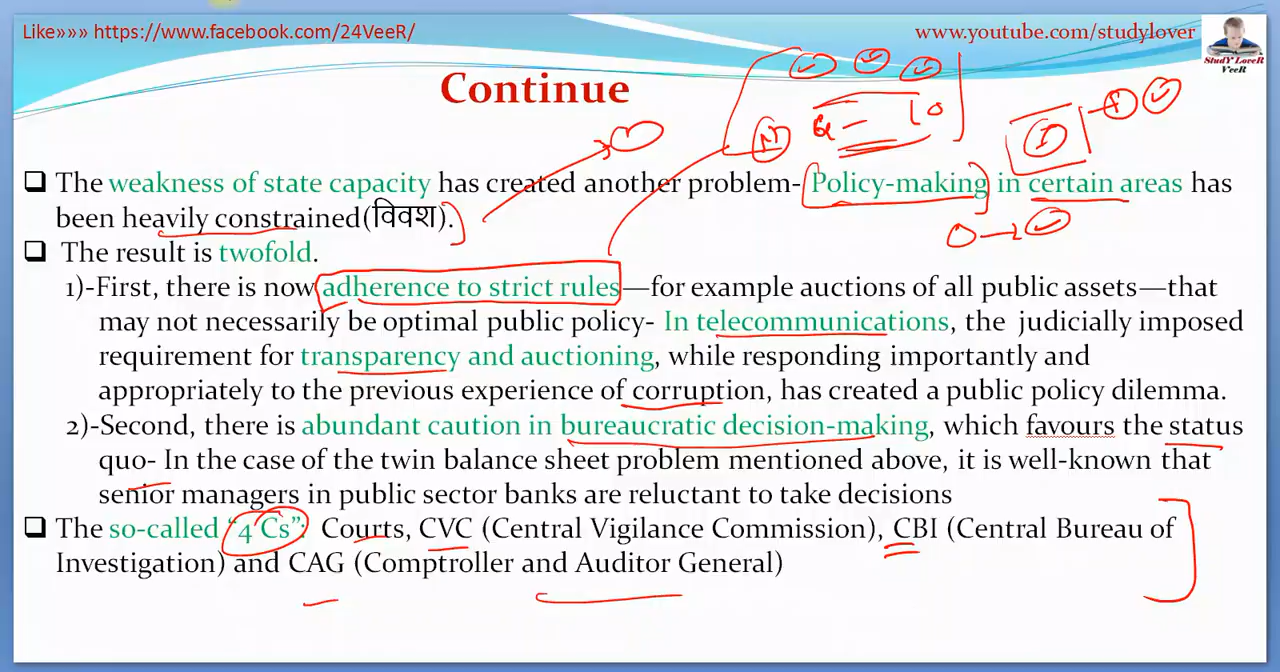 Like»»» https://www.facebook.com/24VeeR/
www.youtube.com/studylover
StudY LoveR
VeeR
Continue
❑ The weakness of state capacity has created another problem- Policy-making in certain areas has
been heavily constrained(विवश).
❑ The result is twofold.
1)-First, there is now adherence to strict rules—for example auctions of all public assets—that
may not necessarily be optimal public policy- In telecommunications, the judicially imposed
requirement for transparency and auctioning, while responding importantly and
appropriately to the previous experience of corruption, has created a public policy dilemma.
2)-Second, there is abundant caution in bureaucratic decision-making, which favours the status
quo- In the case of the twin balance sheet problem mentioned above, it is well-known that
senior managers in public sector banks are reluctant to take decisions
❑ The so-called “4 Cs”: Courts, CVC (Central Vigilance Commission), CBI (Central Bureau of
Investigation) and CAG (Comptroller and Auditor General)